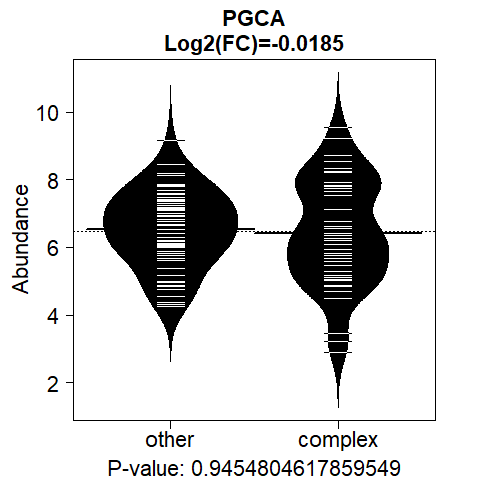 PGCA
Log2(FC)=-0.0185
Abundance
10
8
6
4
2
other complex
P-value: 0.9454804617859549